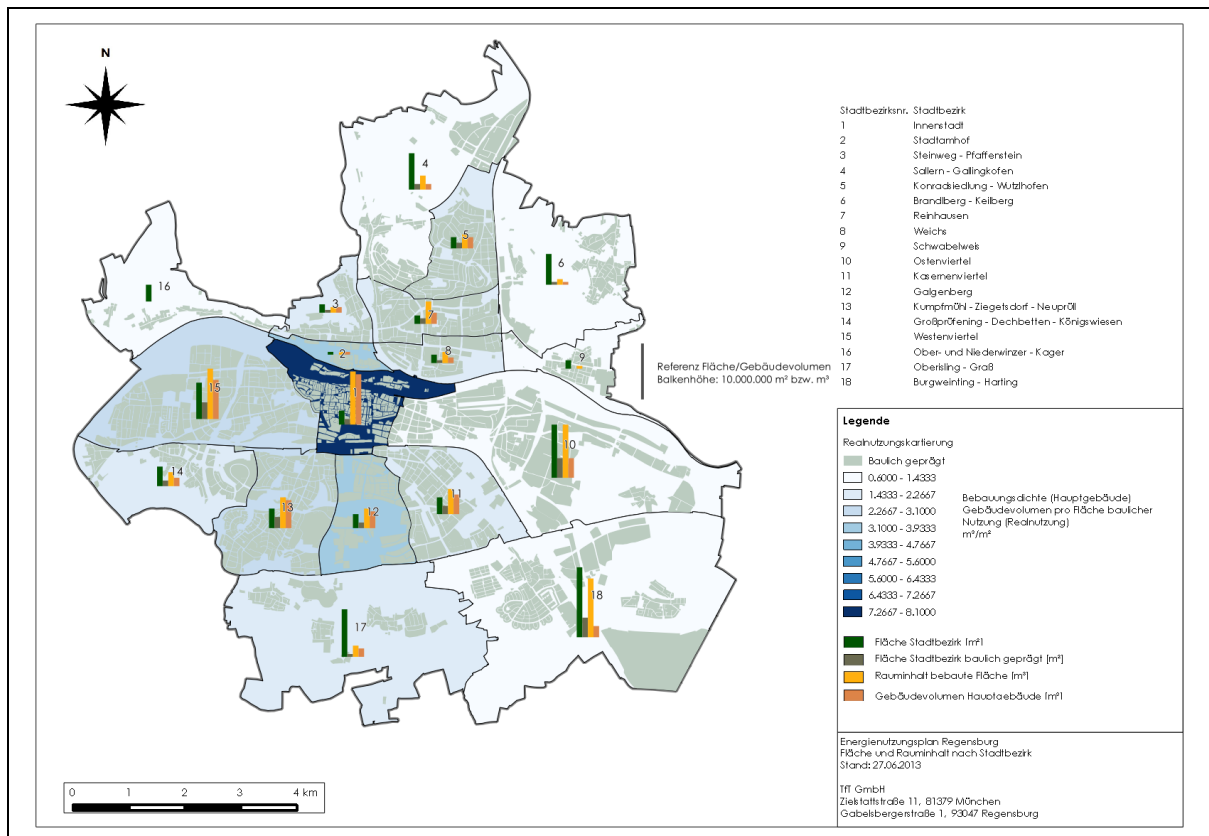 N
Stadtbezirksnr. Stadtbezirk
1 Innenstadt
2 Stadtamhof
3 Steinweg - Pfaffenstein
4 Sallern - Gallingkofen
5 Konradsiedlung - Wutzlhofen
6 Brandlberg - Keilberg
7 Reinhausen
8 Weichs
9 Schwabelweis
10 Ostenviertel
11 Kasernenviertel
12 Galgenberg
13 Kumpfmühl - Ziegetsdorf - Neuprüll
14 Großprüfening - Dechbetten - Königswiesen
15 Westenviertel
16 Ober- und Niederwinzer - Kager
17 Oberisling - Graß
18 Burgweinting - Harting
4
5
6
16
3
7
2
8
9
Referenz Fläche/Gebäudevolumen
Balkenhöhe: 10.000.000 m² bzw. m³
15
1
10
14
13
12
11
18
17
Legende
Realnutzungskartierung
Baulich geprägt
0.6000 - 1.4333
1.4333 - 2.2667
2.2667 - 3.1000
3.1000 - 3.9333
3.9333 - 4.7667
4.7667 - 5.6000
5.6000 - 6.4333
6.4333 - 7.2667
7.2667 - 8.1000
Bebauungsdichte (Hauptgebäude)
Gebäudevolumen pro Fläche baulicher
Nutzung (Realnutzung)
m³/m²
Fläche Stadtbezirk [m²]
Fläche Stadtbezirk baulich geprägt [m²]
Rauminhalt bebaute Fläche [m³]
Gebäudevolumen Hauptgebäude [m³]
Energienutzungsplan Regensburg
Fläche und Rauminhalt nach Stadtbezirk
Stand: 27.06.2013
TfT GmbH
Zielstattstraße 11, 81379 München
Gabelsbergerstraße 1, 93047 Regensburg
0 1 2 3 4 km